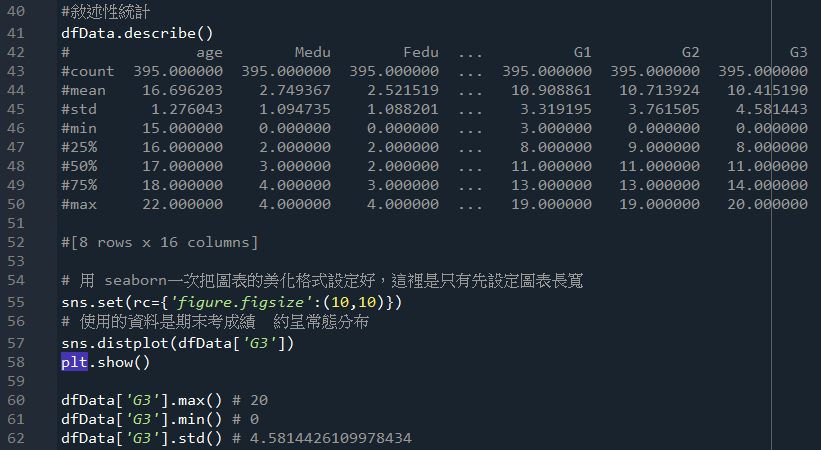 40 #敘述性統計
41 dfData.describe()
42 # age Medu Fedu ... G1 G2 G3
43 #count 395.000000 395.000000 395.000000 ... 395.000000 395.000000 395.000000
44 #mean 16.696203 2.749367 2.521519 ... 10.908861 10.713924 10.415190
45 #std 1.276043 1.094735 1.088201 ... 3.319195 3.761505 4.581443
46 #min 15.000000 0.000000 0.000000 ... 3.000000 0.000000 0.000000
47 #25% 16.000000 2.000000 2.000000 ... 8.000000 9.000000 8.000000
48 #50% 17.000000 3.000000 2.000000 ... 11.000000 11.000000 11.000000
49 #75% 18.000000 4.000000 3.000000 ... 13.000000 13.000000 14.000000
50 #max 22.000000 4.000000 4.000000 ... 19.000000 19.000000 20.000000
51
52 #[8 rows x 16 columns]
53
54 # 用 seaborn一次把圖表的美化格式設定好，這裡是只有先設定圖表長寬
55 sns.set(rc={'figure.figsize':(10,10)})
56 # 使用的資料是期末考成績　約呈常態分布
57 sns.distplot(dfData['G3'])
58 plt.show()
59
60 dfData['G3'].max() # 20
61 dfData['G3'].min() # 0
62 dfData['G3'].std() # 4.5814426109978434